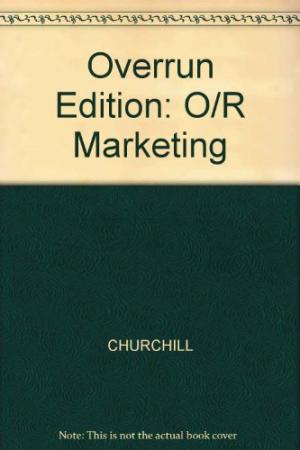 Overrun
Edition: O/R
Marketing
CHURCHILL
Note: This is not the actual book cover